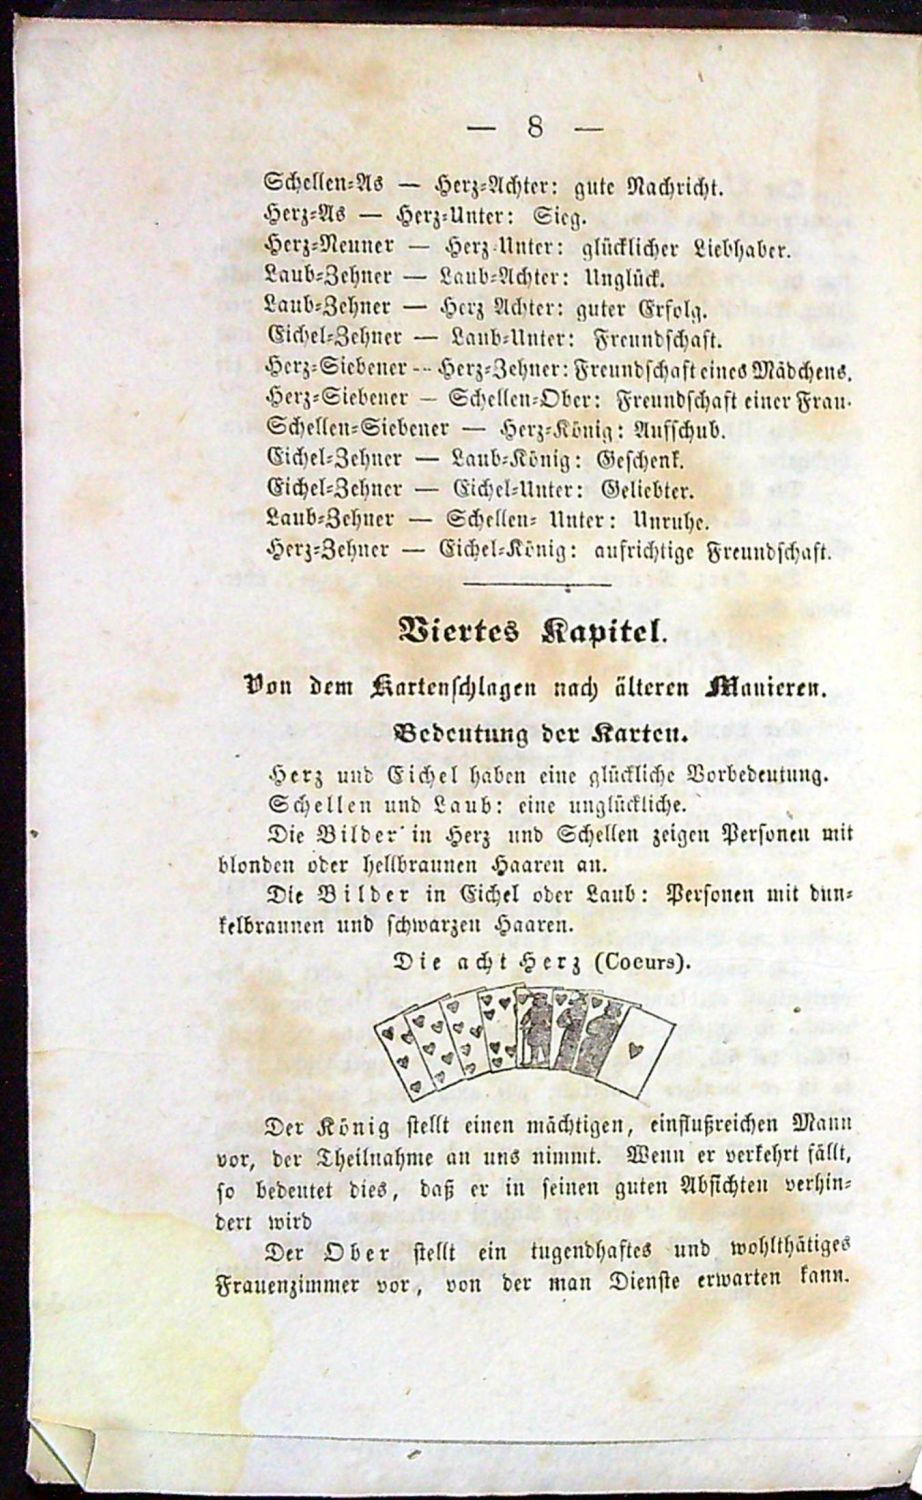 — 8 —
Schellen-As — Herz-Achter: gute Nachricht.
Herz-As — Herz-Unter: Sieg.
Herz-Neuner — Herz-Unter: glücklicher Liebhaber.
Laub-Zehner — Laub-Achter: Unglück.
Laub-Zehner — Herz Achter: guter Erfolg.
Eichel-Zehner — Laub-Unter: Freundschaft.
Herz-Siebener -- Herz-Zehner: Freundschaft eines Mädchens.
Herz-Siebener — Schellen-Ober: Freundschaft einer Frau.
Schellen-Siebener — Herz-König: Aufschub.
Eichel-Zehner — Laub-König: Geschenk.
Eichel-Zehner — Eichel-Unter: Geliebter.
Laub-Zehner — Schellen- Unter: Unruhe.
Herz-Zehner — Eichel-König: aufrichtige Freundschaft.
Viertes Kapitel.
Von dem Kartenschlagen nach älteren Manieren.
Bedeutung der Karten.
Herz und Eichel haben eine glückliche Vorbedeutung.
Schellen und Laub: eine unglückliche.
Die Bilder in Herz und Schellen zeigen Personen mit
blonden oder hellbraunen Haaren an.
Die Bilder in Eichel oder Laub: Personen mit dun-
kelbraunen und schwarzen Haaren.
Die acht Herz (Coeurs).
Der König stellt einen mächtigen, einflußreichen Mann
vor, der Theilnahme an uns nimmt. Wenn er verkehrt fällt,
so bedeutet dies, daß er in seinen guten Absichten verhin-
dert wird
Der Ober stellt ein tugendhaftes und wohlthätiges
Frauenzimmer vor, von der man Dienste erwarten kann.